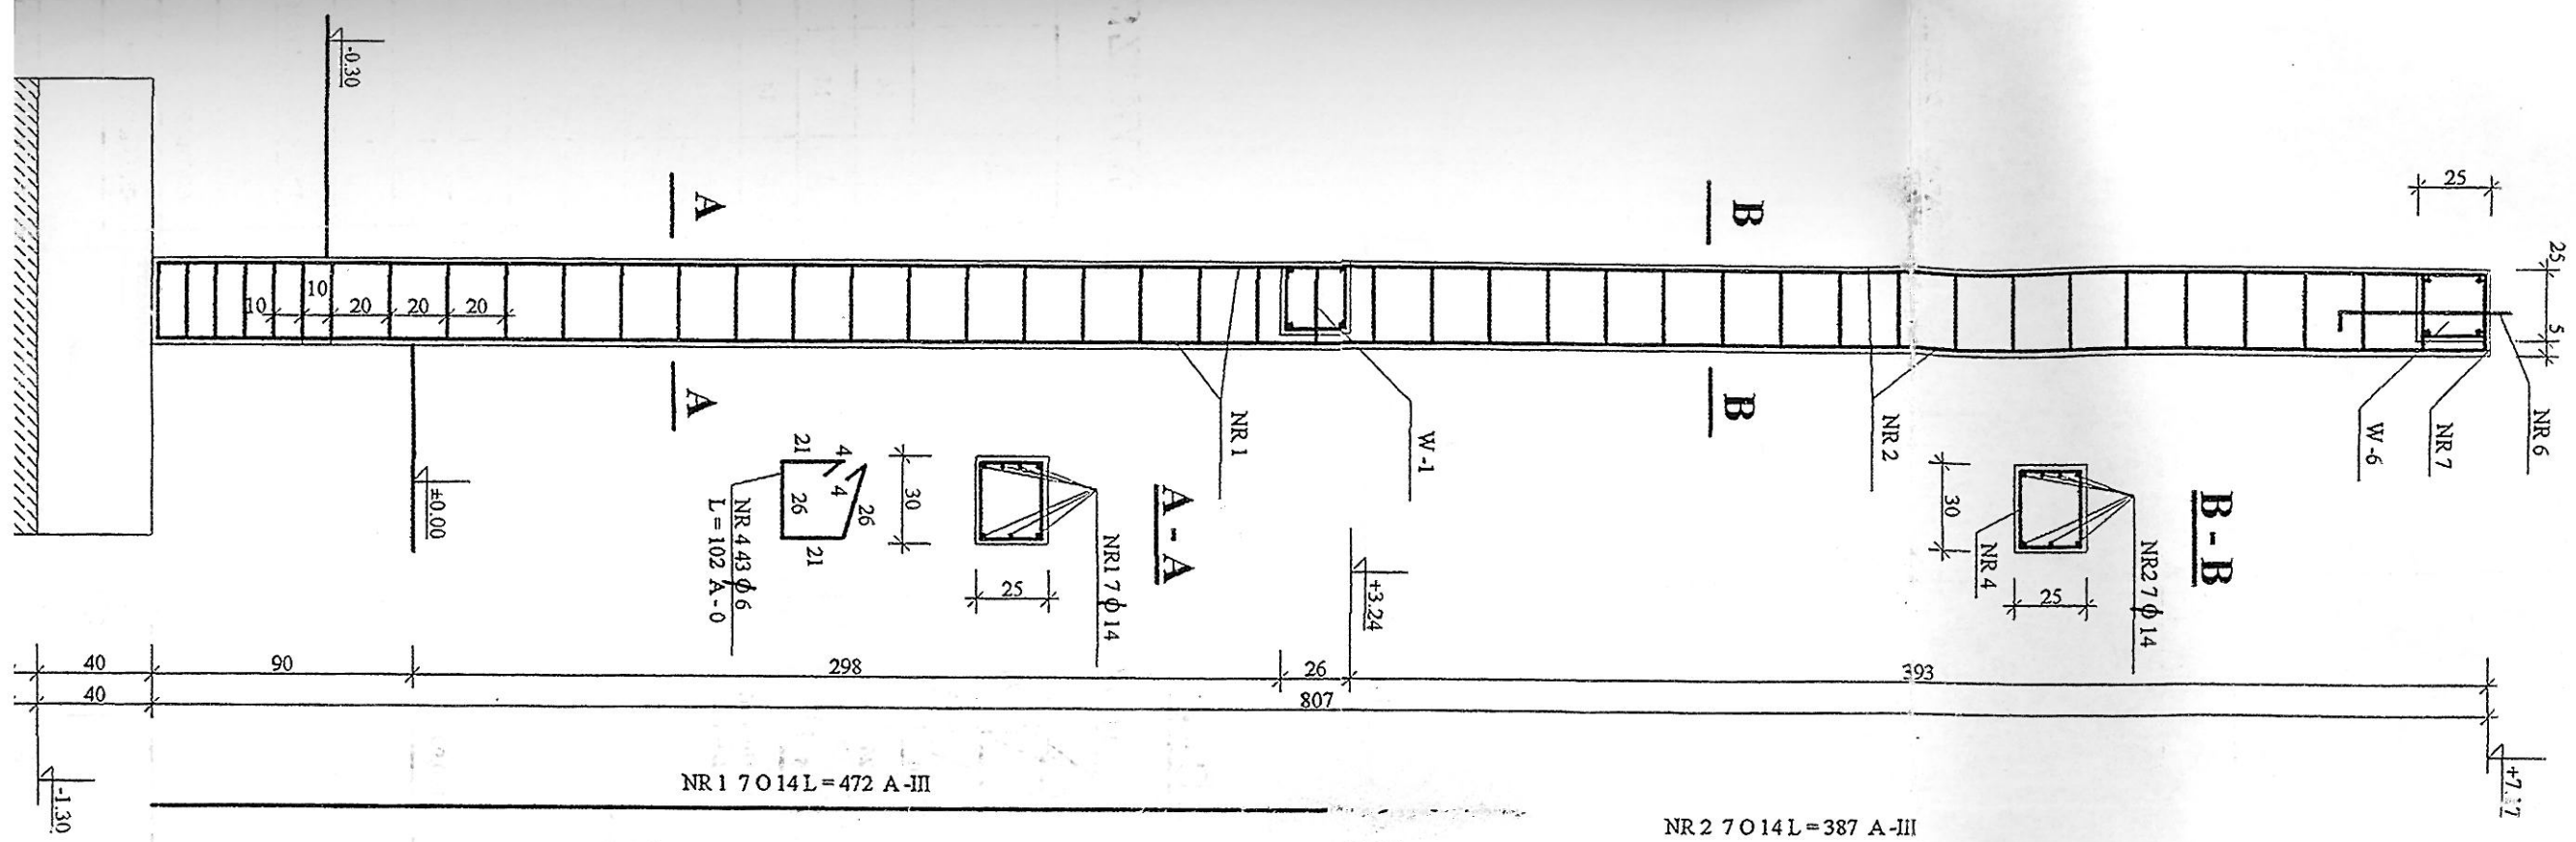 -0.30
A
B
25
25
5
10
10
20
20
20
A
B
NR 1
W-1
NR 2
W-6
NR 7
NR 6
21
4
4
26
26
21
NR 4 43 ϕ 6
L = 102 A-0
30
25
NR1 7 ϕ 14
A - A
±0.00
+3.24
30
NR 4
25
NR2 7 ϕ 14
B - B
40
90
298
26
393
40
807
-1.30
NR 1 7 O 14 L = 472 A-III
NR 2 7 O 14 L = 387 A-III